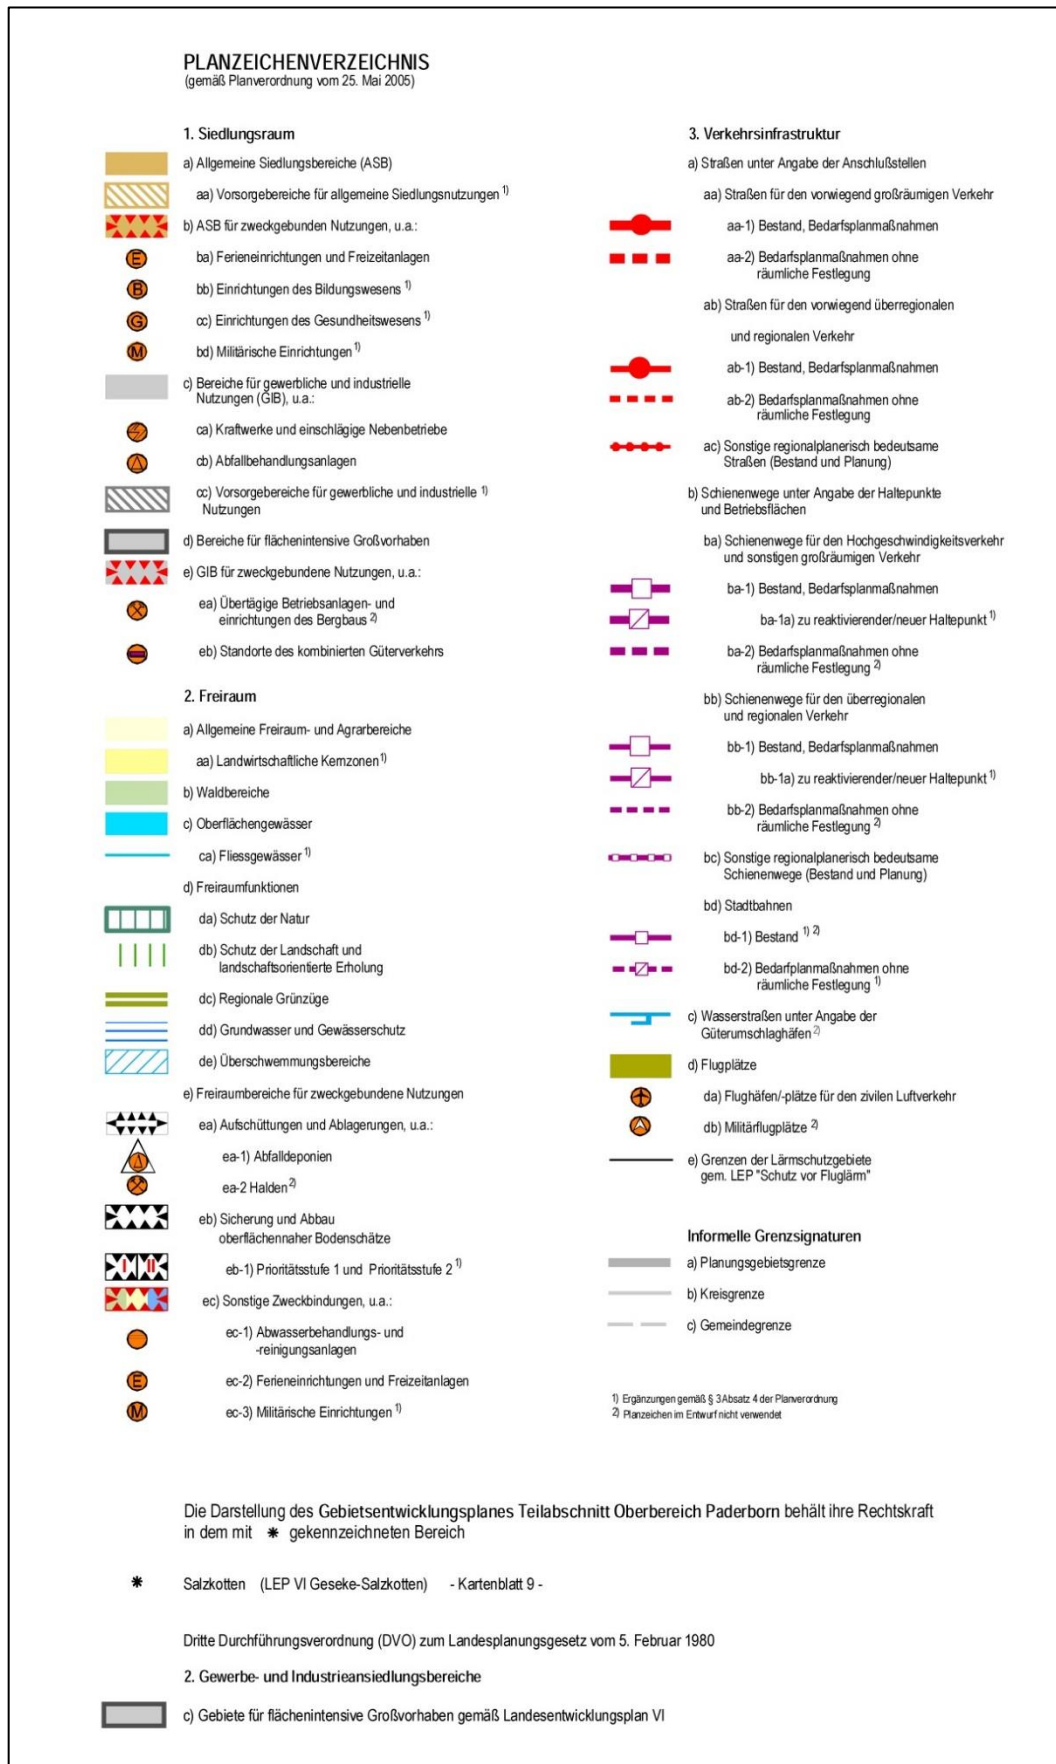 PLANZEICHENVERZEICHNIS
(gemäß Planverordnung vom 25. Mai 2005)
1. Siedlungsraum
a) Allgemeine Siedlungsbereiche (ASB)
aa) Vorsorgebereiche für allgemeine Siedlungsnutzungen 1)
b) ASB für zweckgebunden Nutzungen, u.a.:
E ba) Ferieneinrichtungen und Freizeitanlagen
B bb) Einrichtungen des Bildungswesens 1)
G cc) Einrichtungen des Gesundheitswesens 1)
M bd) Militärische Einrichtungen 1)
c) Bereiche für gewerbliche und industrielle
Nutzungen (GIB), u.a.:
ca) Kraftwerke und einschlägige Nebenbetriebe
cb) Abfallbehandlungsanlagen
cc) Vorsorgebereiche für gewerbliche und industrielle 1)
Nutzungen
d) Bereiche für flächenintensive Großvorhaben
e) GIB für zweckgebundene Nutzungen, u.a.:
ea) Übertägige Betriebsanlagen- und
einrichtungen des Bergbaus 2)
eb) Standorte des kombinierten Güterverkehrs
2. Freiraum
a) Allgemeine Freiraum- und Agrarbereiche
aa) Landwirtschaftliche Kernzonen 1)
b) Waldbereiche
c) Oberflächengewässer
ca) Fliessgewässer 1)
d) Freiraumfunktionen
da) Schutz der Natur
db) Schutz der Landschaft und
landschaftsorientierte Erholung
dc) Regionale Grünzüge
dd) Grundwasser und Gewässerschutz
de) Überschwemmungsbereiche
e) Freiraumbereiche für zweckgebundene Nutzungen
ea) Aufschüttungen und Ablagerungen, u.a.:
ea-1) Abfalldeponien
ea-2 Halden 2)
eb) Sicherung und Abbau
oberflächennaher Bodenschätze
I II eb-1) Prioritätsstufe 1 und Prioritätsstufe 2 1)
ec) Sonstige Zweckbindungen, u.a.:
ec-1) Abwasserbehandlungs- und
-reinigungsanlagen
E ec-2) Ferieneinrichtungen und Freizeitanlagen
M ec-3) Militärische Einrichtungen 1)
3. Verkehrsinfrastruktur
a) Straßen unter Angabe der Anschlußstellen
aa) Straßen für den vorwiegend großräumigen Verkehr
aa-1) Bestand, Bedarfsplanmaßnahmen
aa-2) Bedarfsplanmaßnahmen ohne
räumliche Festlegung
ab) Straßen für den vorwiegend überregionalen
und regionalen Verkehr
ab-1) Bestand, Bedarfsplanmaßnahmen
ab-2) Bedarfsplanmaßnahmen ohne
räumliche Festlegung
ac) Sonstige regionalplanerisch bedeutsame
Straßen (Bestand und Planung)
b) Schienenwege unter Angabe der Haltepunkte
und Betriebsflächen
ba) Schienenwege für den Hochgeschwindigkeitsverkehr
und sonstigen großräumigen Verkehr
ba-1) Bestand, Bedarfsplanmaßnahmen
ba-1a) zu reaktivierender/neuer Haltepunkt 1)
ba-2) Bedarfsplanmaßnahmen ohne
räumliche Festlegung 2)
bb) Schienenwege für den überregionalen
und regionalen Verkehr
bb-1) Bestand, Bedarfsplanmaßnahmen
bb-1a) zu reaktivierender/neuer Haltepunkt 1)
bb-2) Bedarfsplanmaßnahmen ohne
räumliche Festlegung 2)
bc) Sonstige regionalplanerisch bedeutsame
Schienenwege (Bestand und Planung)
bd) Stadtbahnen
bd-1) Bestand 1) 2)
bd-2) Bedarfplanmaßnahmen ohne
räumliche Festlegung 1)
c) Wasserstraßen unter Angabe der
Güterumschlaghäfen 2)
d) Flugplätze
da) Flughäfen/-plätze für den zivilen Luftverkehr
db) Militärflugplätze 2)
e) Grenzen der Lärmschutzgebiete
gem. LEP "Schutz vor Fluglärm"
Informelle Grenzsignaturen
a) Planungsgebietsgrenze
b) Kreisgrenze
c) Gemeindegrenze
1) Ergänzungen gemäß § 3 Absatz 4 der Planverordnung
2) Planzeichen im Entwurf nicht verwendet
Die Darstellung des Gebietsentwicklungsplanes Teilabschnitt Oberbereich Paderborn behält ihre Rechtskraft
in dem mit * gekennzeichneten Bereich
* Salzkotten (LEP VI Geseke-Salzkotten) - Kartenblatt 9 -
Dritte Durchführungsverordnung (DVO) zum Landesplanungsgesetz vom 5. Februar 1980
2. Gewerbe- und Industrieansiedlungsbereiche
c) Gebiete für flächenintensive Großvorhaben gemäß Landesentwicklungsplan VI